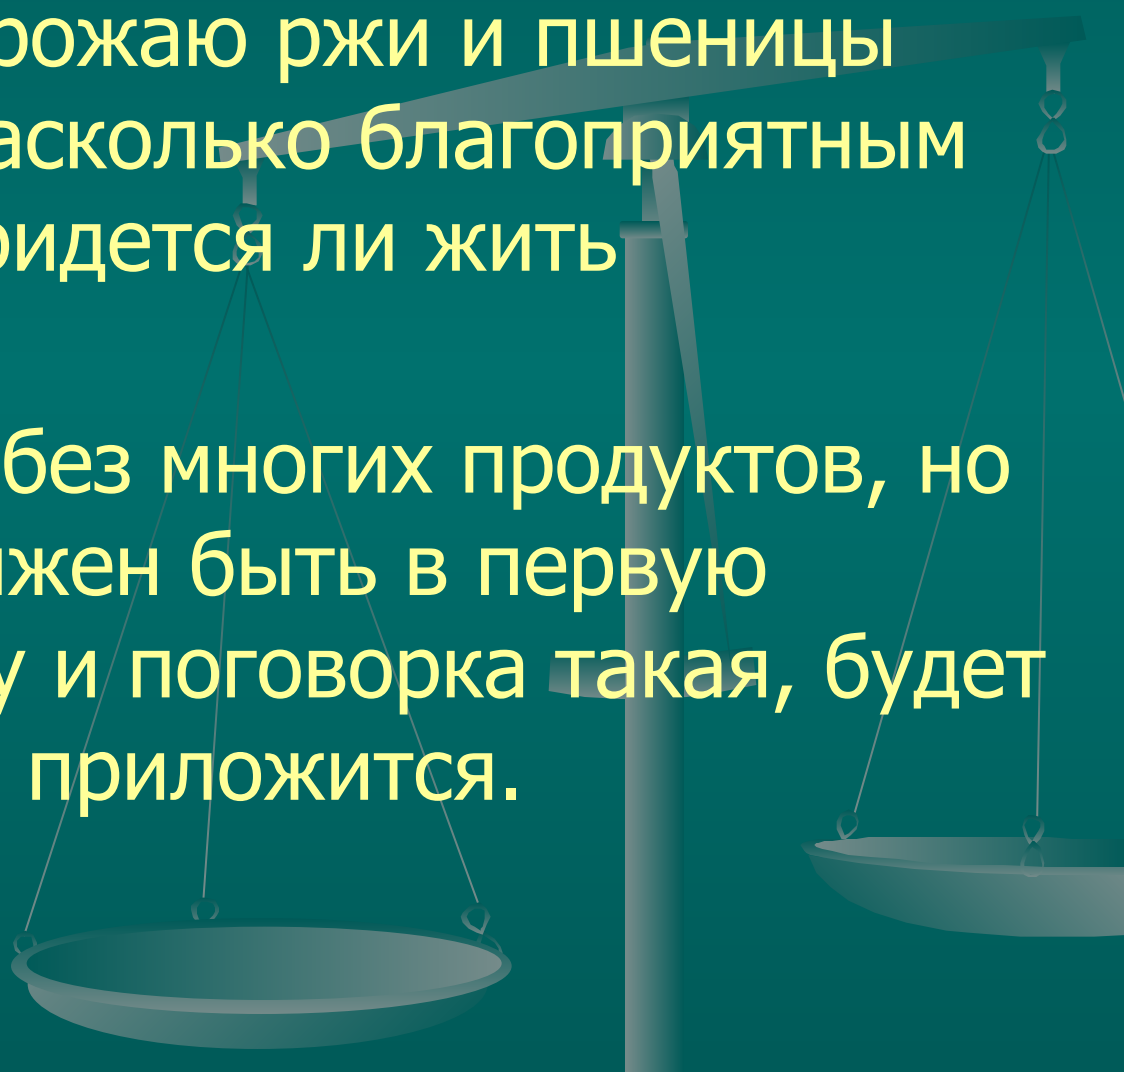 рожаю ржи и пшеницы
асколько благоприятным
ридется ли жить
без многих продуктов, но
жен быть в первую
у и поговорка такая, будет
приложится.